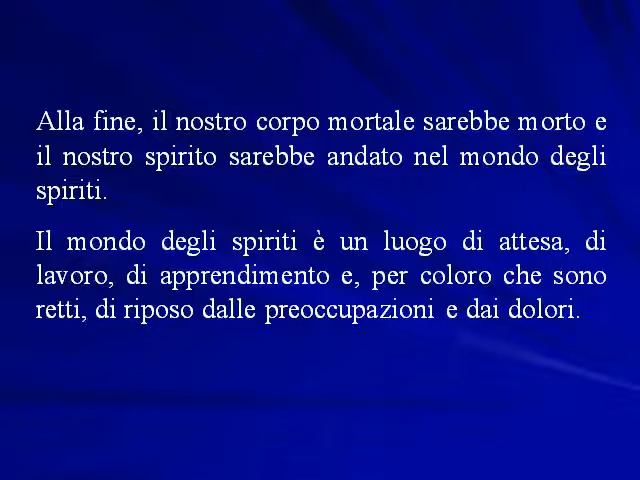 Alla fine, il nostro corpo mortale sarebbe morto e
il nostro spirito sarebbe andato nel mondo degli
spiriti.
Il mondo degli spiriti è un luogo di attesa, di
lavoro, di apprendimento e, per coloro che sono
retti, di riposo dalle preoccupazioni e dai dolori.